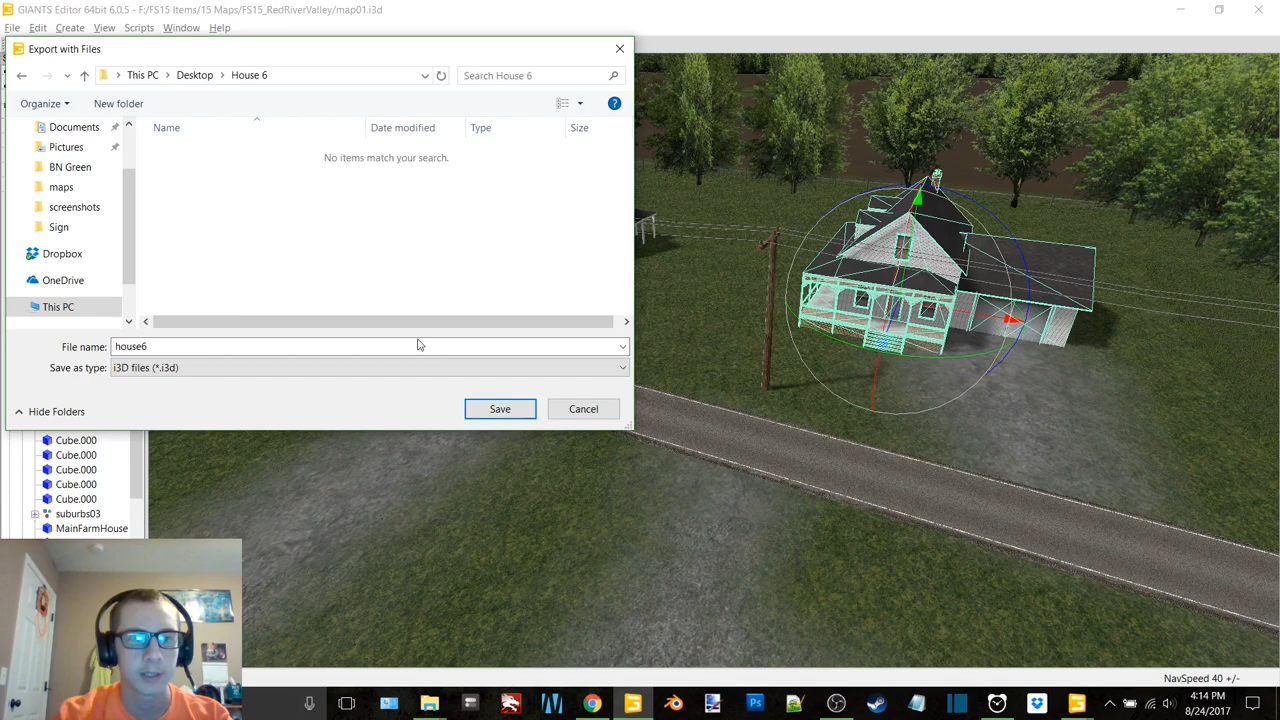 GIANTS Editor 64bit 6.0.5 - F:/FS15 Items/15 Maps/FS15_RedRiverValley/map01.i3d
File Edit Create View Scripts Window Help
Export with Files
This PC > Desktop > House 6
Search House 6
Organize New folder
Name Date modified Type Size
No items match your search.
Documents
Pictures
BN Green
maps
screenshots
Sign
Dropbox
OneDrive
This PC
File name: house6
Save as type: i3D files (*.i3d)
Hide Folders
Save Cancel
Cube.000
Cube.000
Cube.000
Cube.000
Cube.000
suburbs03
MainFarmHouse
NavSpeed 40 +/-
4:14 PM
8/24/2017